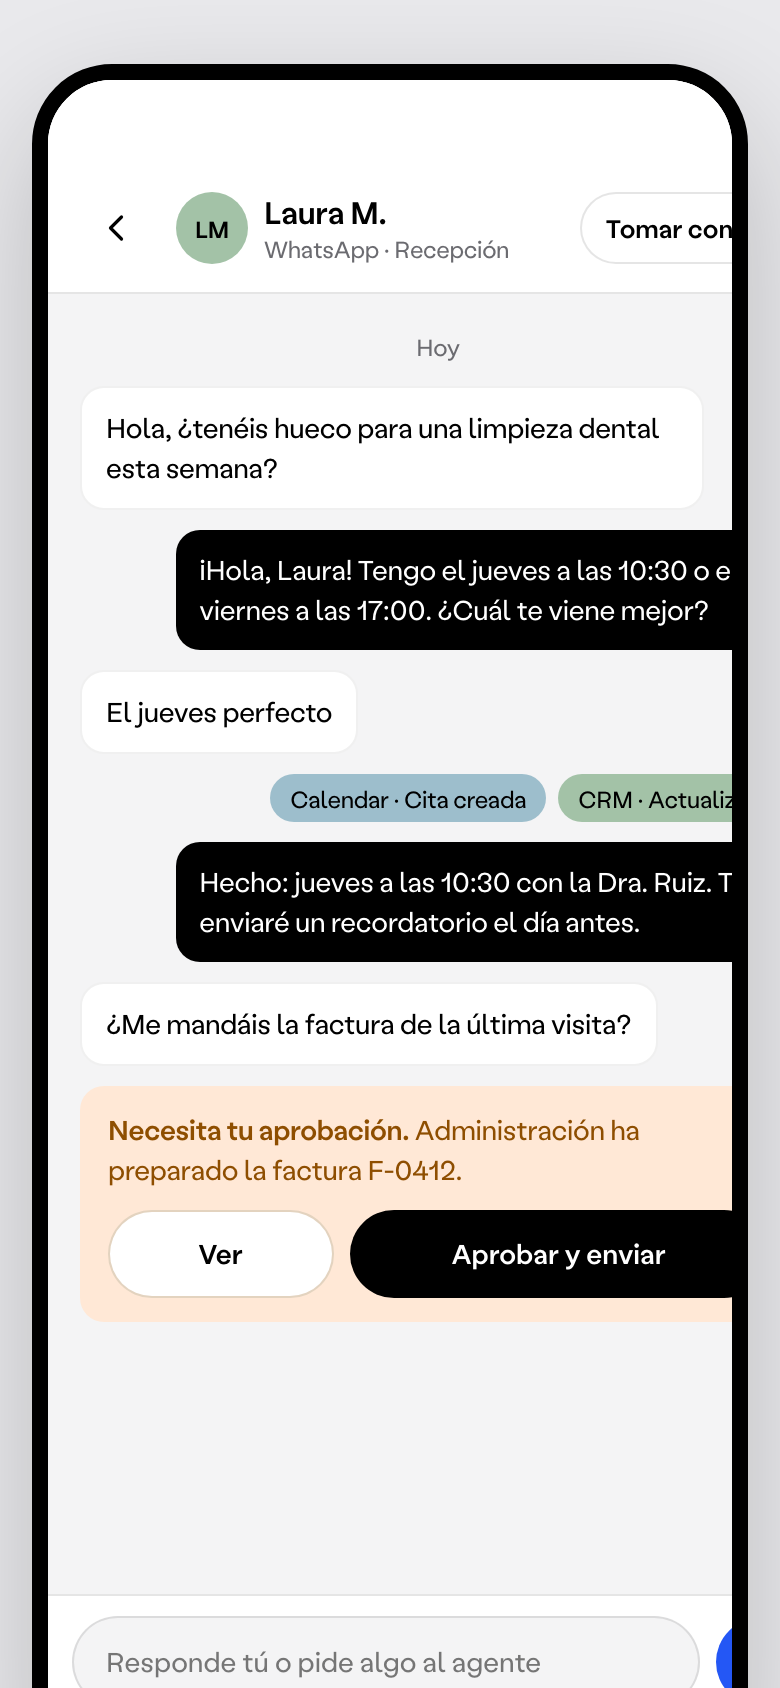 LM
Laura M.
WhatsApp · Recepción
Tomar con
Hoy
Hola, ¿tenéis hueco para una limpieza dental
esta semana?
¡Hola, Laura! Tengo el jueves a las 10:30 o e
viernes a las 17:00. ¿Cuál te viene mejor?
El jueves perfecto
Calendar · Cita creada
CRM · Actualiz
Hecho: jueves a las 10:30 con la Dra. Ruiz. T
enviaré un recordatorio el día antes.
¿Me mandáis la factura de la última visita?
Necesita tu aprobación. Administración ha
preparado la factura F-0412.
Ver
Aprobar y enviar
Responde tú o pide algo al agente